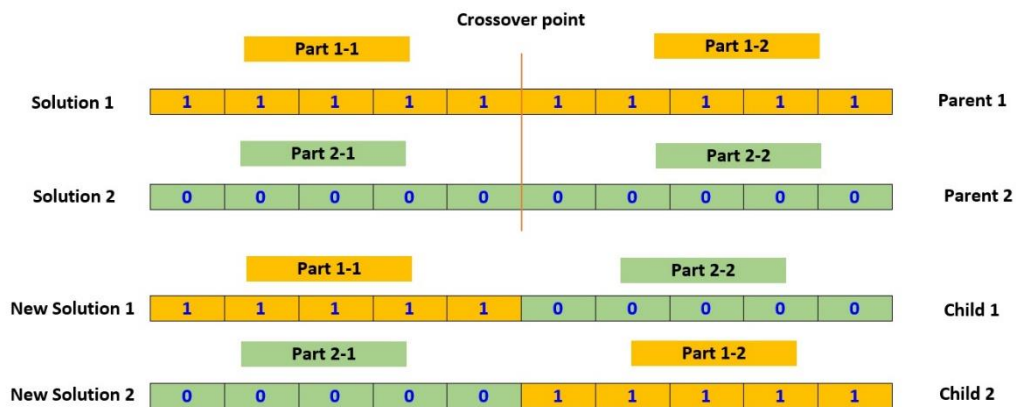 Crossover point
Part 1-1 Part 1-2
Solution 1 1 1 1 1 1 1 1 1 1 1 Parent 1
Part 2-1 Part 2-2
Solution 2 0 0 0 0 0 0 0 0 0 0 Parent 2
Part 1-1 Part 2-2
New Solution 1 1 1 1 1 1 0 0 0 0 0 Child 1
Part 2-1 Part 1-2
New Solution 2 0 0 0 0 0 1 1 1 1 1 Child 2